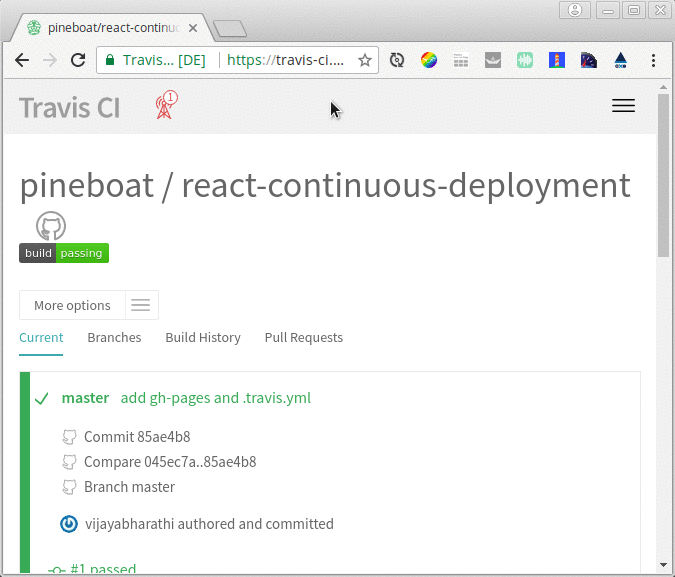 pineboat/react-continuo
Travis... [DE]
https://travis-ci....
Travis CI
1
pineboat / react-continuous-deployment
build passing
More options
Current Branches Build History Pull Requests
master add gh-pages and .travis.yml
Commit 85ae4b8
Compare 045ec7a..85ae4b8
Branch master
vijayabharathi authored and committed
#1 passed